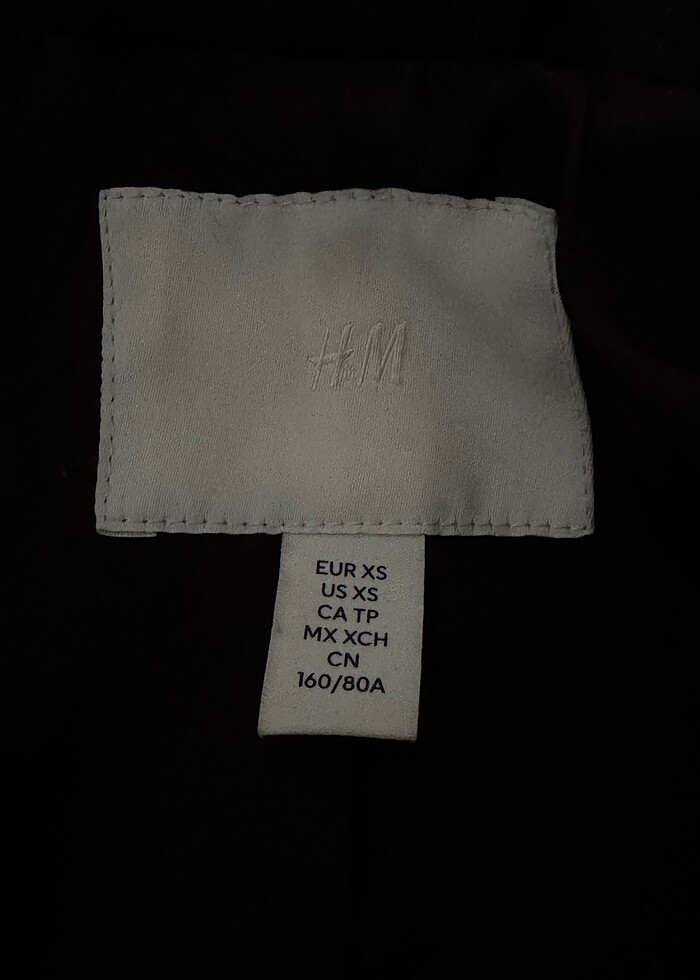 H&M
EUR XS
US XS
CA TP
MX XCH
CN
160/80A